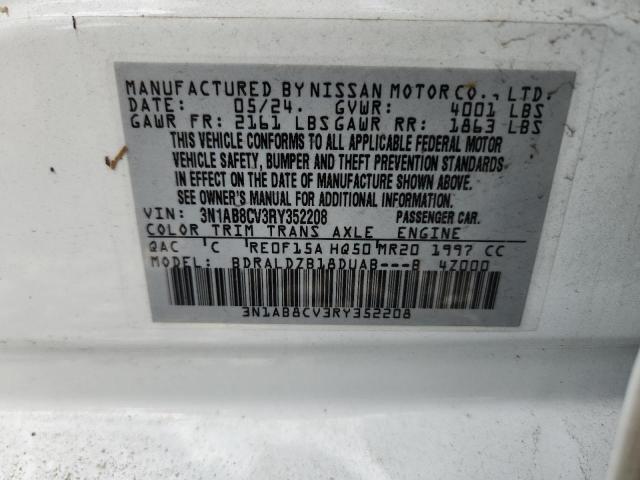 MANUFACTURED BY NISSAN MOTOR CO., LTD.
DATE: 05/24. GVWR: 4001 LBS
GAWR FR: 2161 LBS GAWR RR: 1863 LBS
THIS VEHICLE CONFORMS TO ALL APPLICABLE FEDERAL MOTOR
VEHICLE SAFETY, BUMPER AND THEFT PREVENTION STANDARDS
IN EFFECT ON THE DATE OF MANUFACTURE SHOWN ABOVE.
SEE OWNER'S MANUAL FOR ADDITIONAL INFORMATION.
VIN: 3N1AB8CV3RY352208 PASSENGER CAR.
COLOR TRIM TRANS AXLE ENGINE
QAC C RE0F15A HQ50 MR20 1997 CC
MODEL BDRALDZB18DUAB---B 4Z000
3N1AB8CV3RY352208